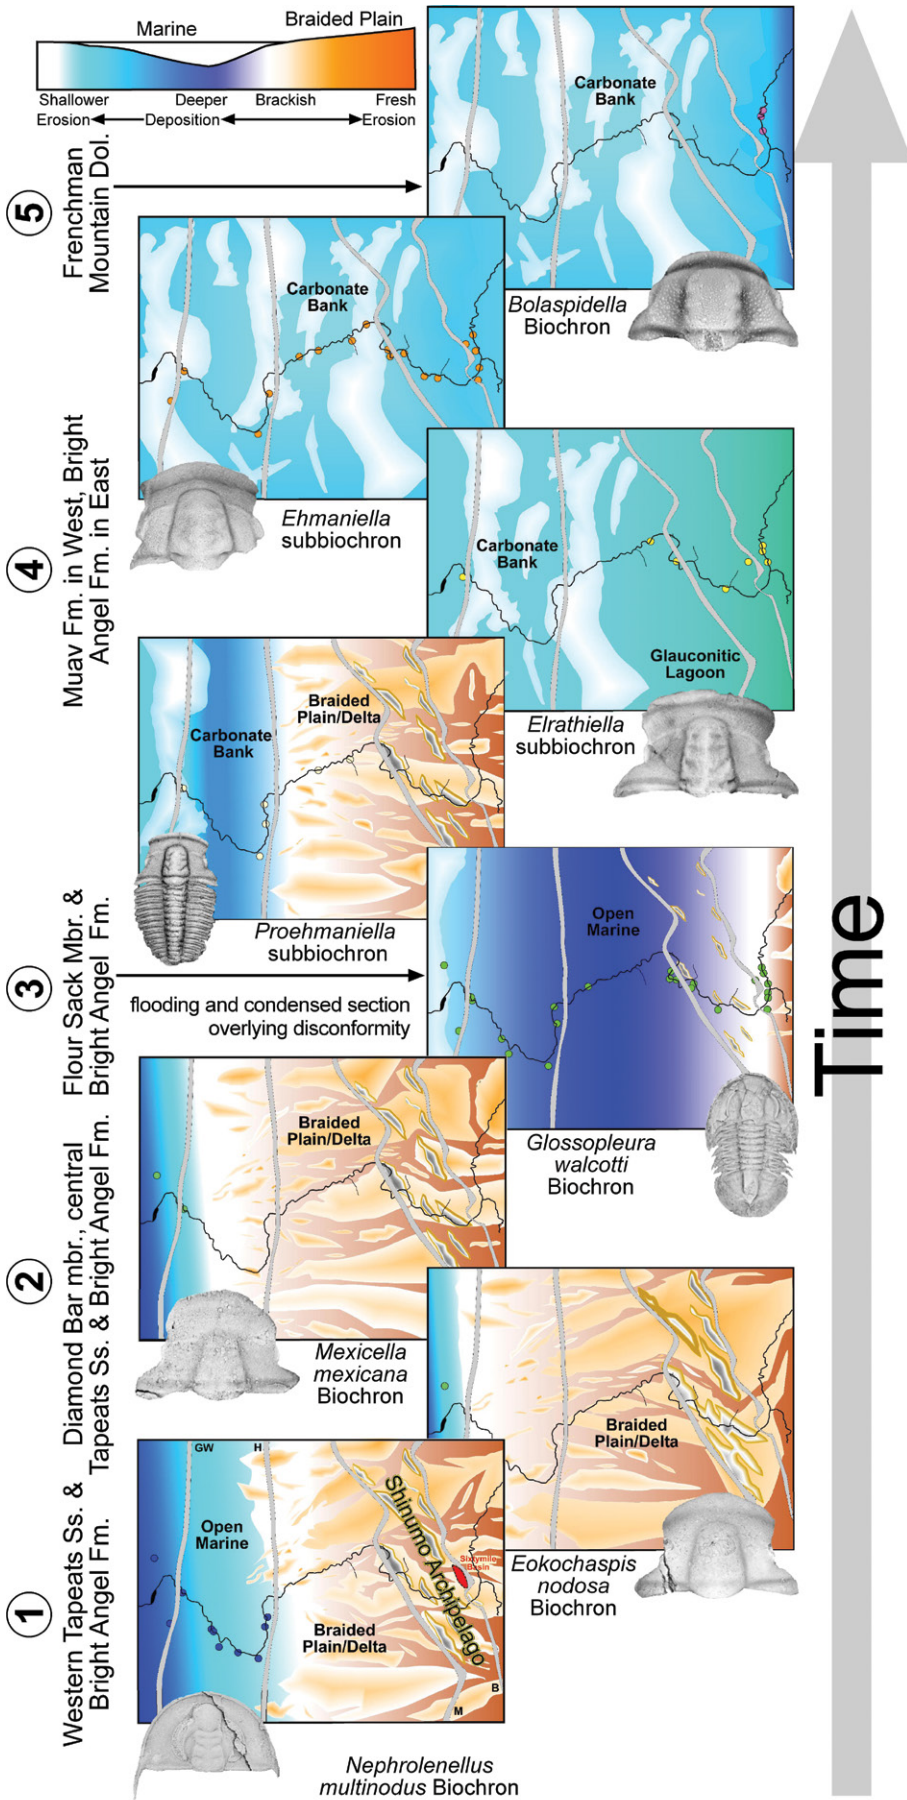 Marine
Braided Plain
Shallower
Deeper
Brackish
Fresh
Erosion
Deposition
Erosion
5
Frenchman
Mountain Dol.
Carbonate
Bank
Bolaspidella
Biochron
Carbonate
Bank
Ehmaniella
subbiochron
4
Muav Fm. in West, Bright
Angel Fm. in East
Carbonate
Bank
Glauconitic
Lagoon
Elrathiella
subbiochron
Carbonate
Bank
Braided
Plain/Delta
Proehmaniella
subbiochron
3
Flour Sack Mbr. &
Bright Angel Fm.
flooding and condensed section
overlying disconformity
Open
Marine
Glossopleura
walcotti
Biochron
2
Diamond Bar mbr., central
Tapeats Ss. & Bright Angel Fm.
Braided
Plain/Delta
Mexicella
mexicana
Biochron
Braided
Plain/Delta
Eokochaspis
nodosa
Biochron
1
Western Tapeats Ss. &
Bright Angel Fm.
GW
H
Open
Marine
Shinumo Archipelago
Sixtymile
Basin
Braided
Plain/Delta
M
B
Nephrolenellus
multinodus Biochron
Time